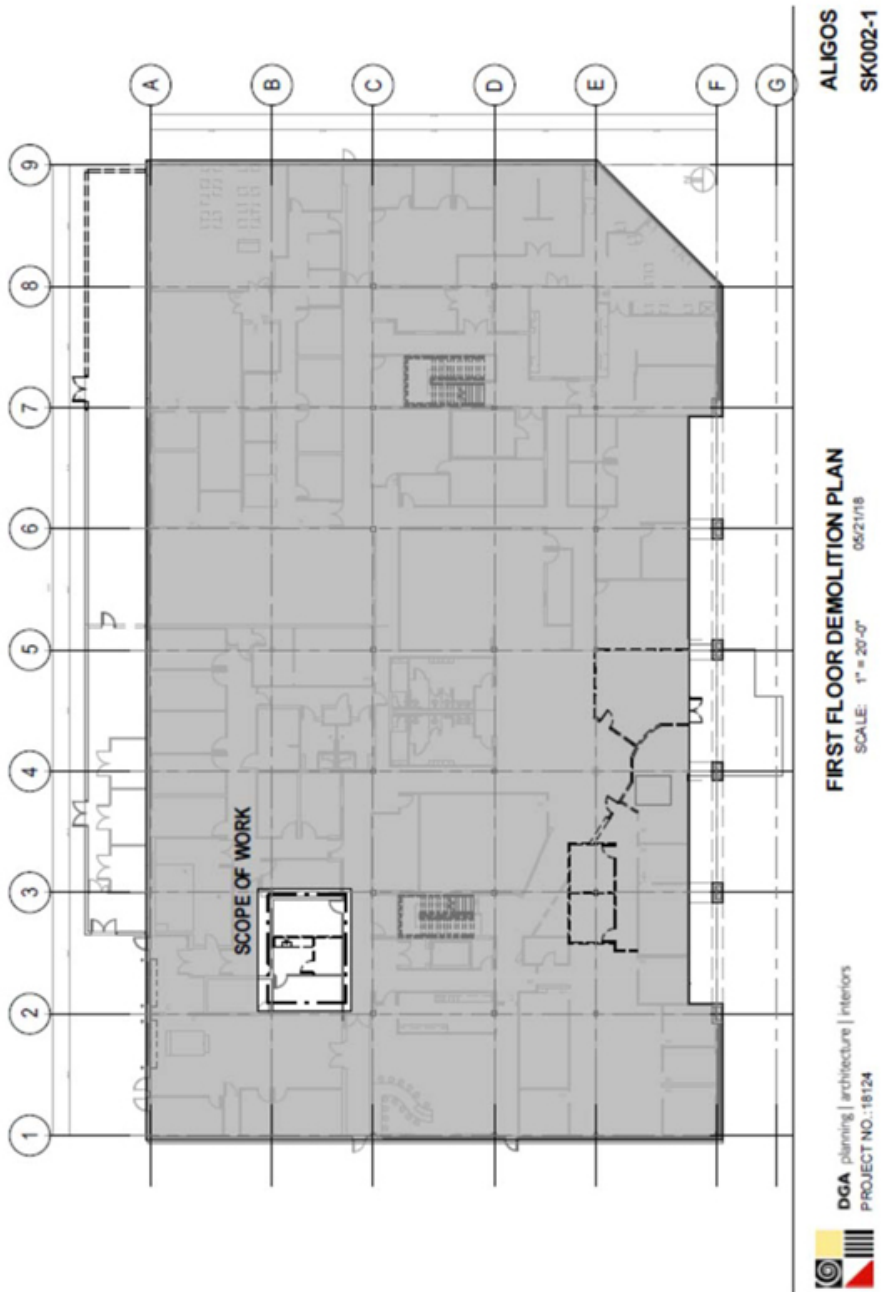 1
2
3
4
5
6
7
8
9
A
B
C
D
E
F
G
SCOPE OF WORK
DGA planning | architecture | interiors
PROJECT NO.:18124
FIRST FLOOR DEMOLITION PLAN
SCALE: 1" = 20'-0" 05/21/18
ALIGOS
SK002-1